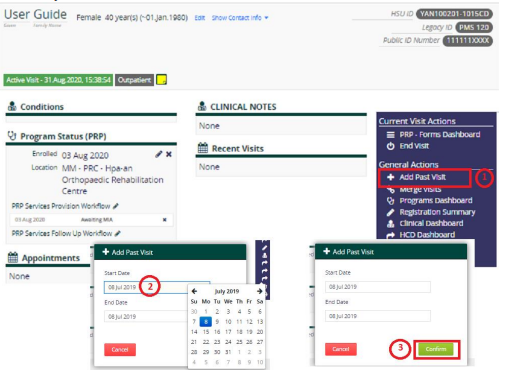 User Guide Female 40 year(s) (~01.Jan.1980) Edit Show Contact Info
HSU ID YAN100201-1015CD
Legacy ID PMS 120
Public ID Number 111111XXXX
Active Visit - 31.Aug.2020, 15:38:54 Outpatient
Conditions
Program Status (PRP)
Enrolled 03 Aug 2020
Location MM - PRC - Hpa-an
Orthopaedic Rehabilitation
Centre
PRP Services Provision Workflow
03 Aug 2020 Awaiting MIA
PRP Services Follow Up Workflow
Appointments
None
CLINICAL NOTES
None
Recent Visits
None
Current Visit Actions
PRP - Forms Dashboard
End Visit
General Actions
Add Past Visit 1
Merge Visits
Programs Dashboard
Registration Summary
Clinical Dashboard
HCD Dashboard
Add Past Visit
Start Date
08 Jul 2019 2
End Date
08 Jul 2019
Cancel
July 2019
Su Mo Tu We Th Fr Sa
30 1 2 3 4 5 6
7 8 9 10 11 12 13
14 15 16 17 18 19 20
21 22 23 24 25 26 27
28 29 30 31 1 2 3
4 5 6 7 8 9 10
Add Past Visit
Start Date
08 Jul 2019
End Date
08 Jul 2019
Cancel 3 Confirm